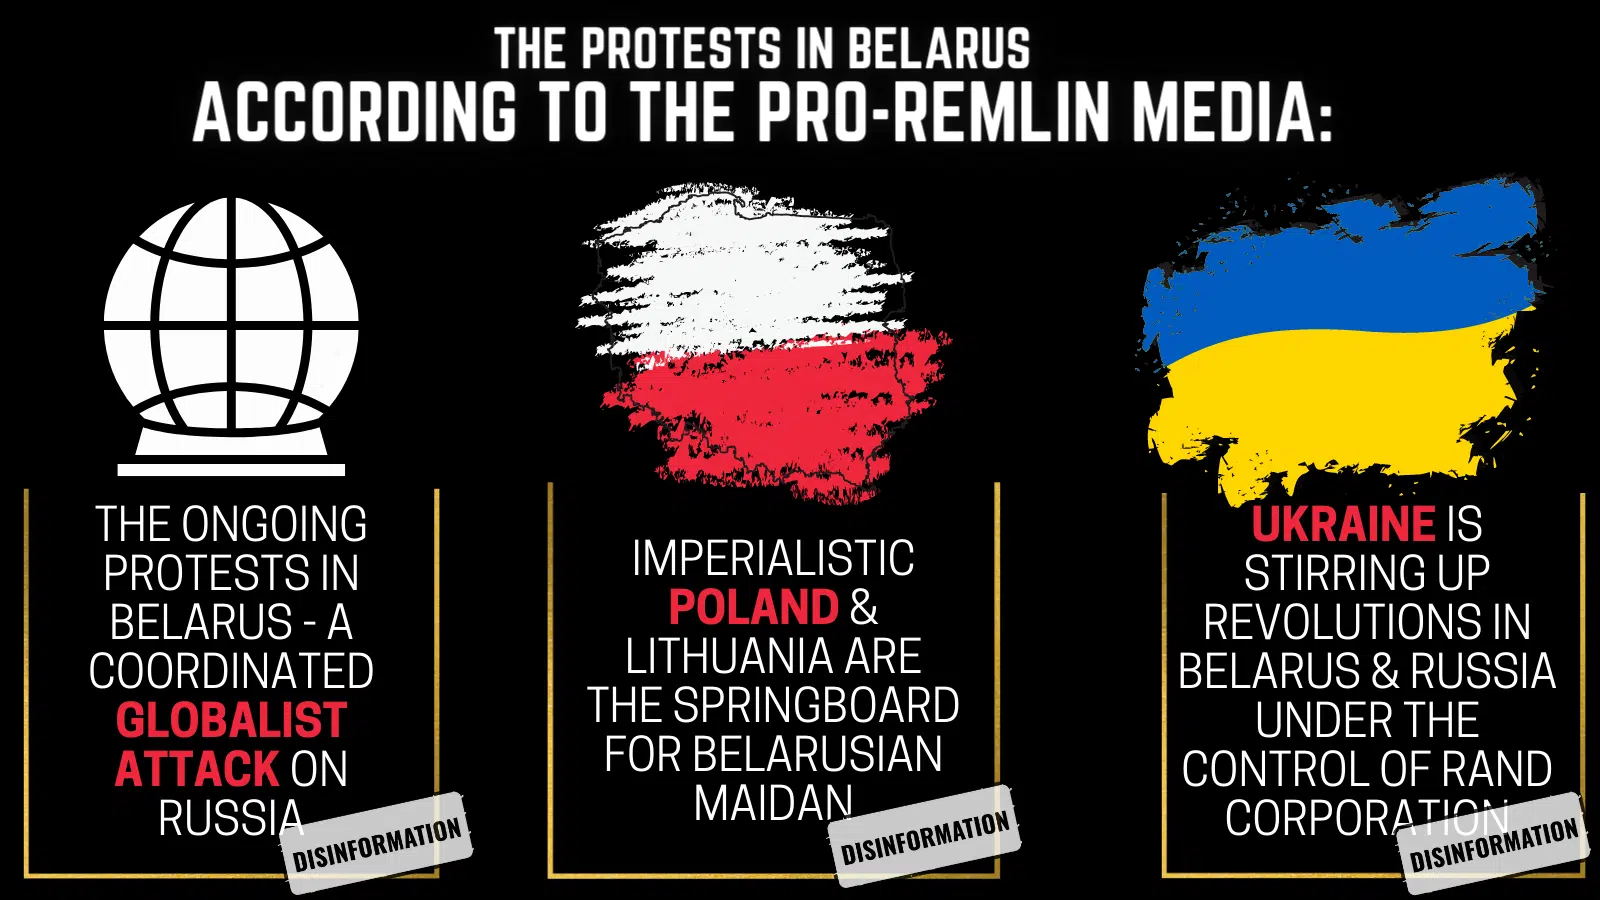 THE PROTESTS IN BELARUS
ACCORDING TO THE PRO-REMLIN MEDIA:
THE ONGOING
PROTESTS IN
BELARUS - A
COORDINATED
GLOBALIST
ATTACK ON
RUSSIA
DISINFORMATION
IMPERIALISTIC
POLAND &
LITHUANIA ARE
THE SPRINGBOARD
FOR BELARUSIAN
MAIDAN
DISINFORMATION
UKRAINE IS
STIRRING UP
REVOLUTIONS IN
BELARUS & RUSSIA
UNDER THE
CONTROL OF RAND
CORPORATION
DISINFORMATION